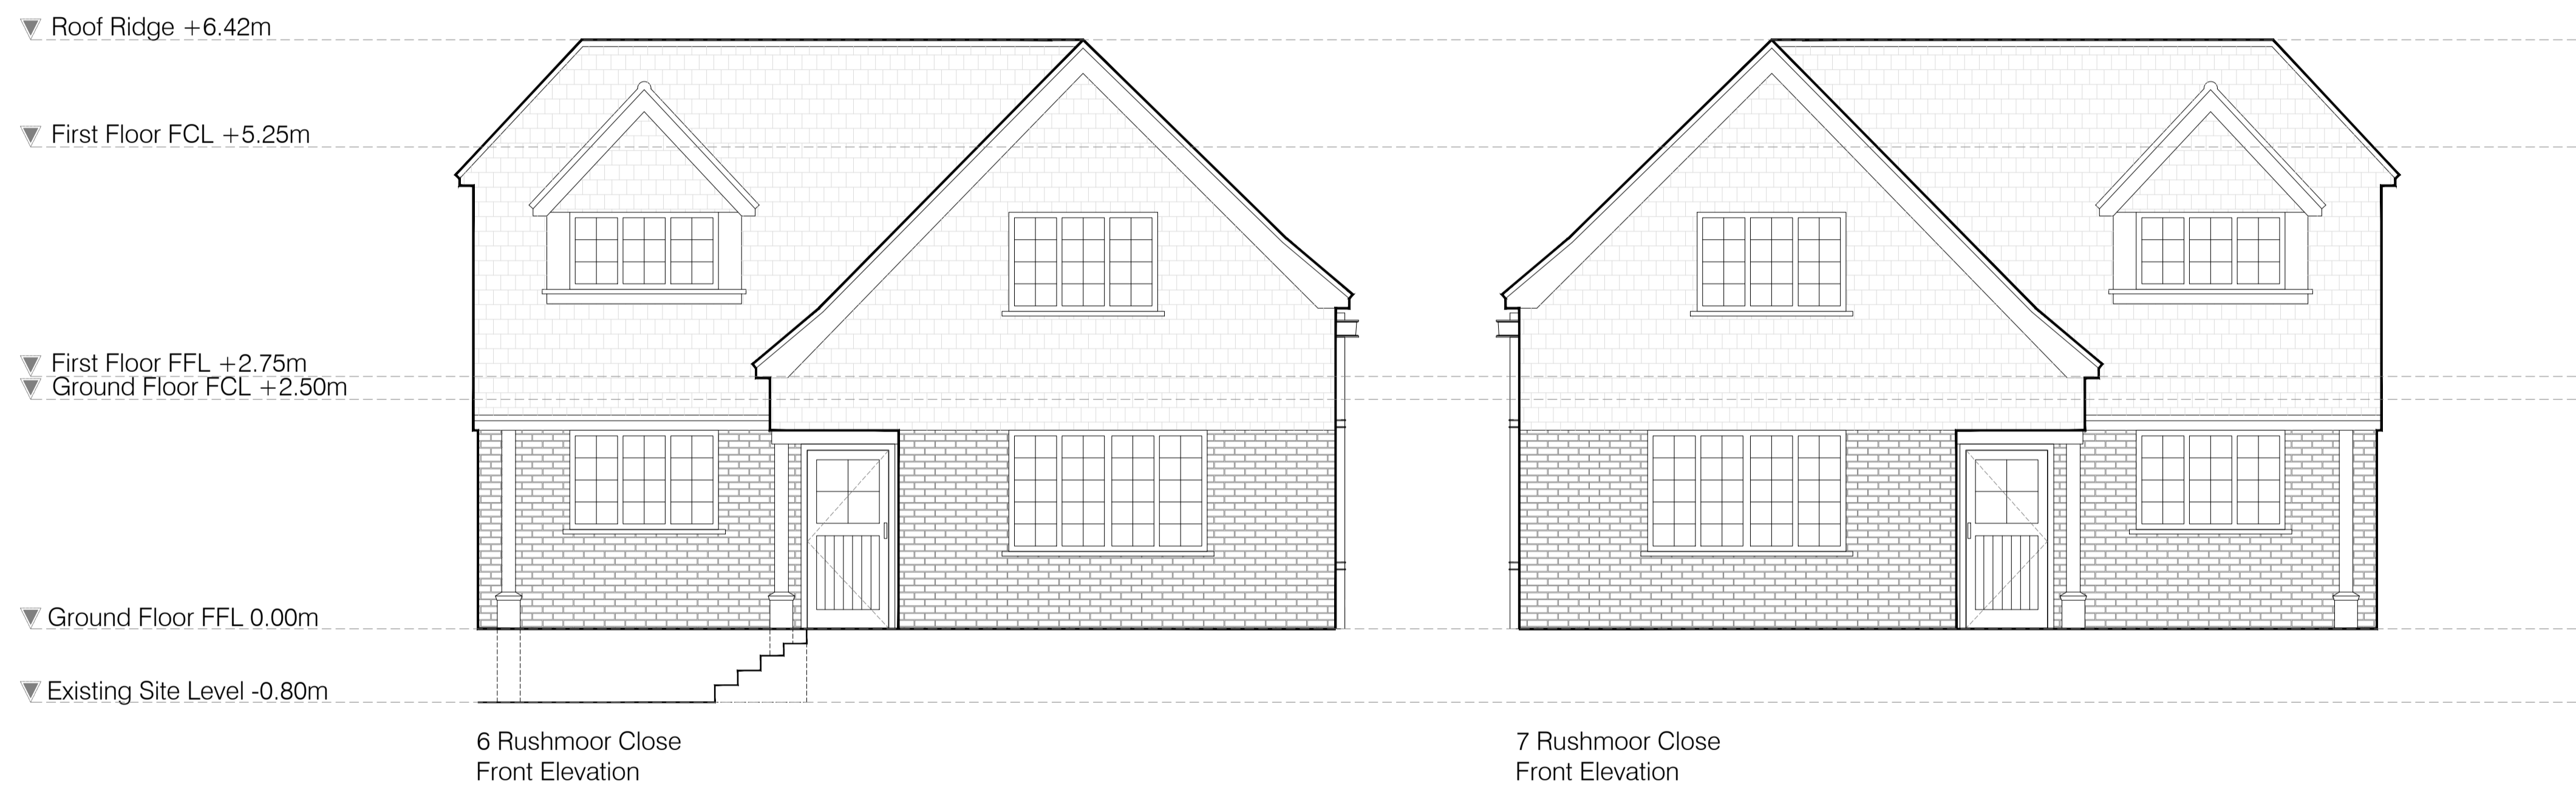 Roof Ridge +6.42m
First Floor FCL +5.25m
First Floor FFL +2.75m
Ground Floor FCL +2.50m
Ground Floor FFL 0.00m
Existing Site Level -0.80m
6 Rushmoor Close
Front Elevation
7 Rushmoor Close
Front Elevation